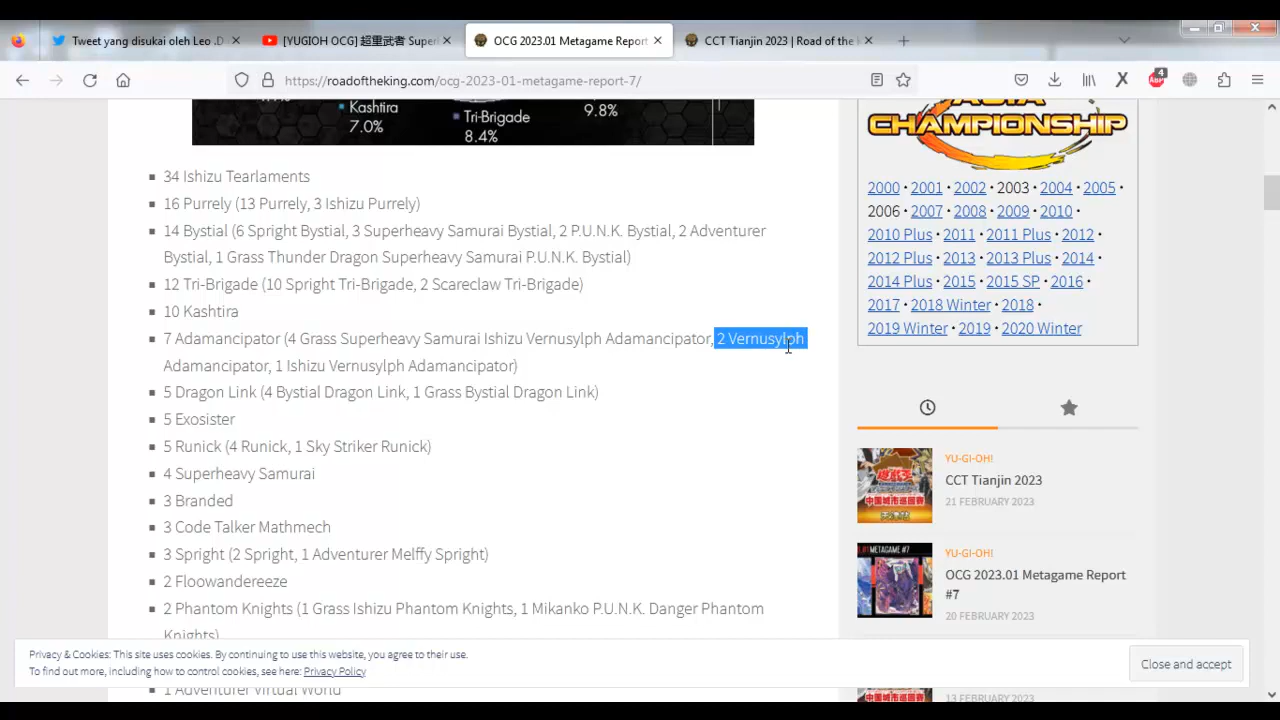 Tweet yang disukai oleh Leo .D
[YUGIOH OCG] 超重武者 Super
OCG 2023.01 Metagame Report
CCT Tianjin 2023 | Road of the
https://roadoftheking.com/ocg-2023-01-metagame-report-7/
4
Kashtira
7.0%
Tri-Brigade
8.4%
9.8%
34 Ishizu Tearlaments
16 Purrely (13 Purrely, 3 Ishizu Purrely)
14 Bystial (6 Spright Bystial, 3 Superheavy Samurai Bystial, 2 P.U.N.K. Bystial, 2 Adventurer
Bystial, 1 Grass Thunder Dragon Superheavy Samurai P.U.N.K. Bystial)
12 Tri-Brigade (10 Spright Tri-Brigade, 2 Scareclaw Tri-Brigade)
10 Kashtira
7 Adamancipator (4 Grass Superheavy Samurai Ishizu Vernusylph Adamancipator, 2 Vernusylph
Adamancipator, 1 Ishizu Vernusylph Adamancipator)
5 Dragon Link (4 Bystial Dragon Link, 1 Grass Bystial Dragon Link)
5 Exosister
5 Runick (4 Runick, 1 Sky Striker Runick)
4 Superheavy Samurai
3 Branded
3 Code Talker Mathmech
3 Spright (2 Spright, 1 Adventurer Melffy Spright)
2 Floowandereeze
2 Phantom Knights (1 Grass Ishizu Phantom Knights, 1 Mikanko P.U.N.K. Danger Phantom
Knights)
1 Adventurer Virtual World
ASIA
CHAMPIONSHIP
2000 • 2001 • 2002 • 2003 • 2004 • 2005 •
2006 • 2007 • 2008 • 2009 • 2010 •
2010 Plus • 2011 • 2011 Plus • 2012 •
2012 Plus • 2013 • 2013 Plus • 2014 •
2014 Plus • 2015 • 2015 SP • 2016 •
2017 • 2018 Winter • 2018 •
2019 Winter • 2019 • 2020 Winter
YU-GI-OH!
CCT Tianjin 2023
21 FEBRUARY 2023
METAGAME #7
YU-GI-OH!
OCG 2023.01 Metagame Report
#7
20 FEBRUARY 2023
13 FEBRUARY 2023
Privacy & Cookies: This site uses cookies. By continuing to use this website, you agree to their use.
To find out more, including how to control cookies, see here: Privacy Policy
Close and accept